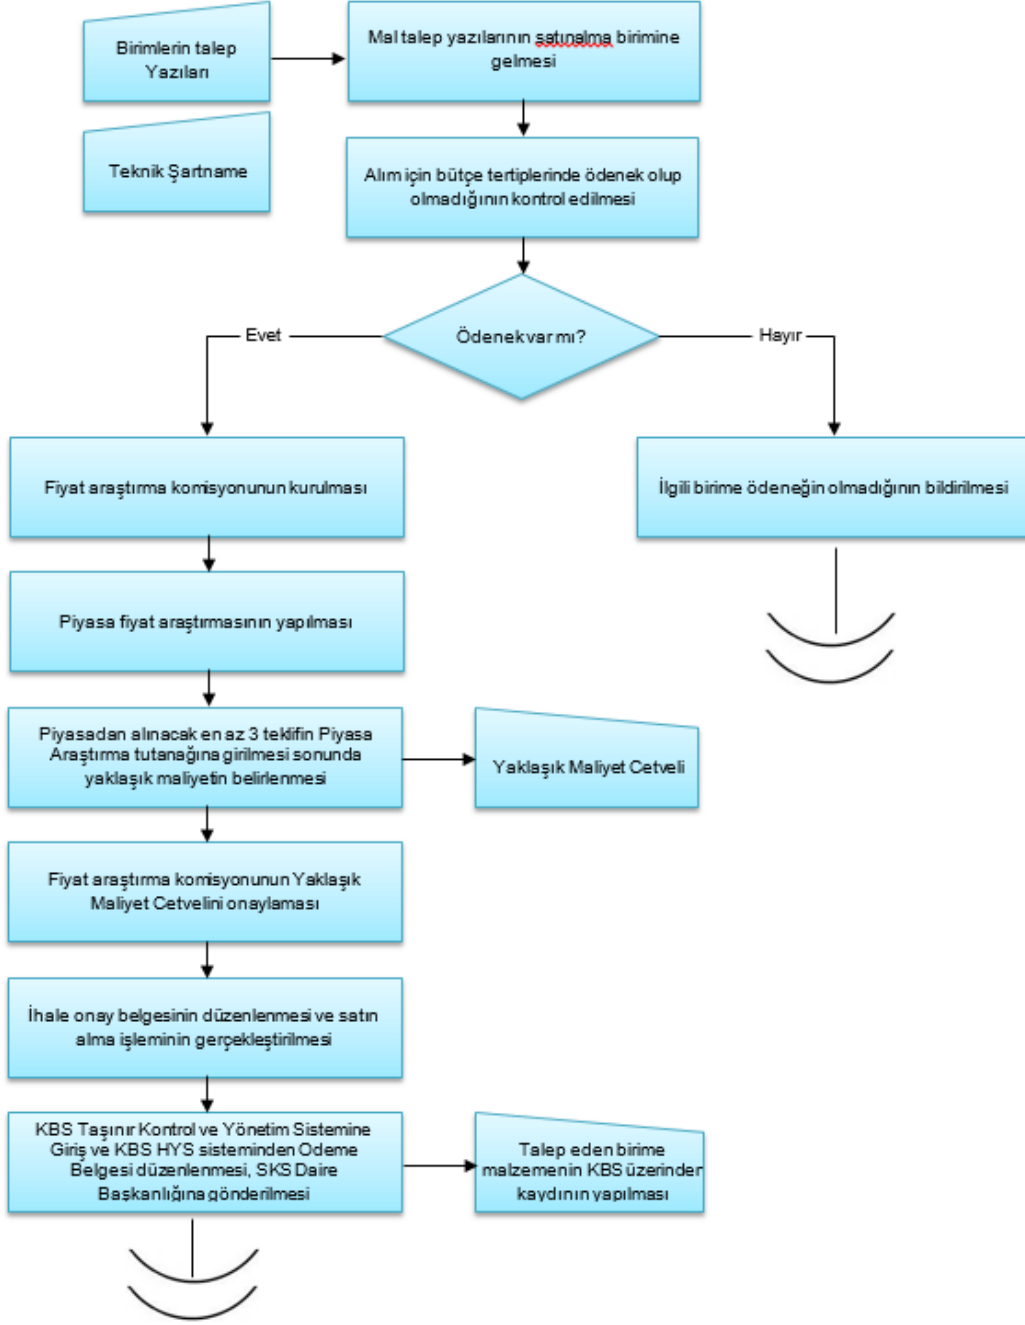 Birimlerin talep
Yazıları
Mal talep yazılarının satınalma birimine
gelmesi
Teknik Şartname
Alım için bütçe tertiplerinde ödenek olup
olmadığının kontrol edilmesi
Ödenek var mı?
Evet
Hayır
Fiyat araştırma komisyonunun kurulması
İlgili birime ödeneğin olmadığının bildirilmesi
Piyasa fiyat araştırmasının yapılması
Piyasadan alınacak en az 3 teklifin Piyasa
Araştırma tutanağına girilmesi sonunda
yaklaşık maliyetin belirlenmesi
Yaklaşık Maliyet Cetveli
Fiyat araştırma komisyonunun Yaklaşık
Maliyet Cetvelini onaylaması
İhale onay belgesinin düzenlenmesi ve satın
alma işleminin gerçekleştirilmesi
KBS Taşınır Kontrol ve Yönetim Sistemine
Giriş ve KBS HYS sisteminden Ödeme
Belgesi düzenlenmesi, SKS Daire
Başkanlığına gönderilmesi
Talep eden birime
malzemenin KBS üzerinden
kaydının yapılması